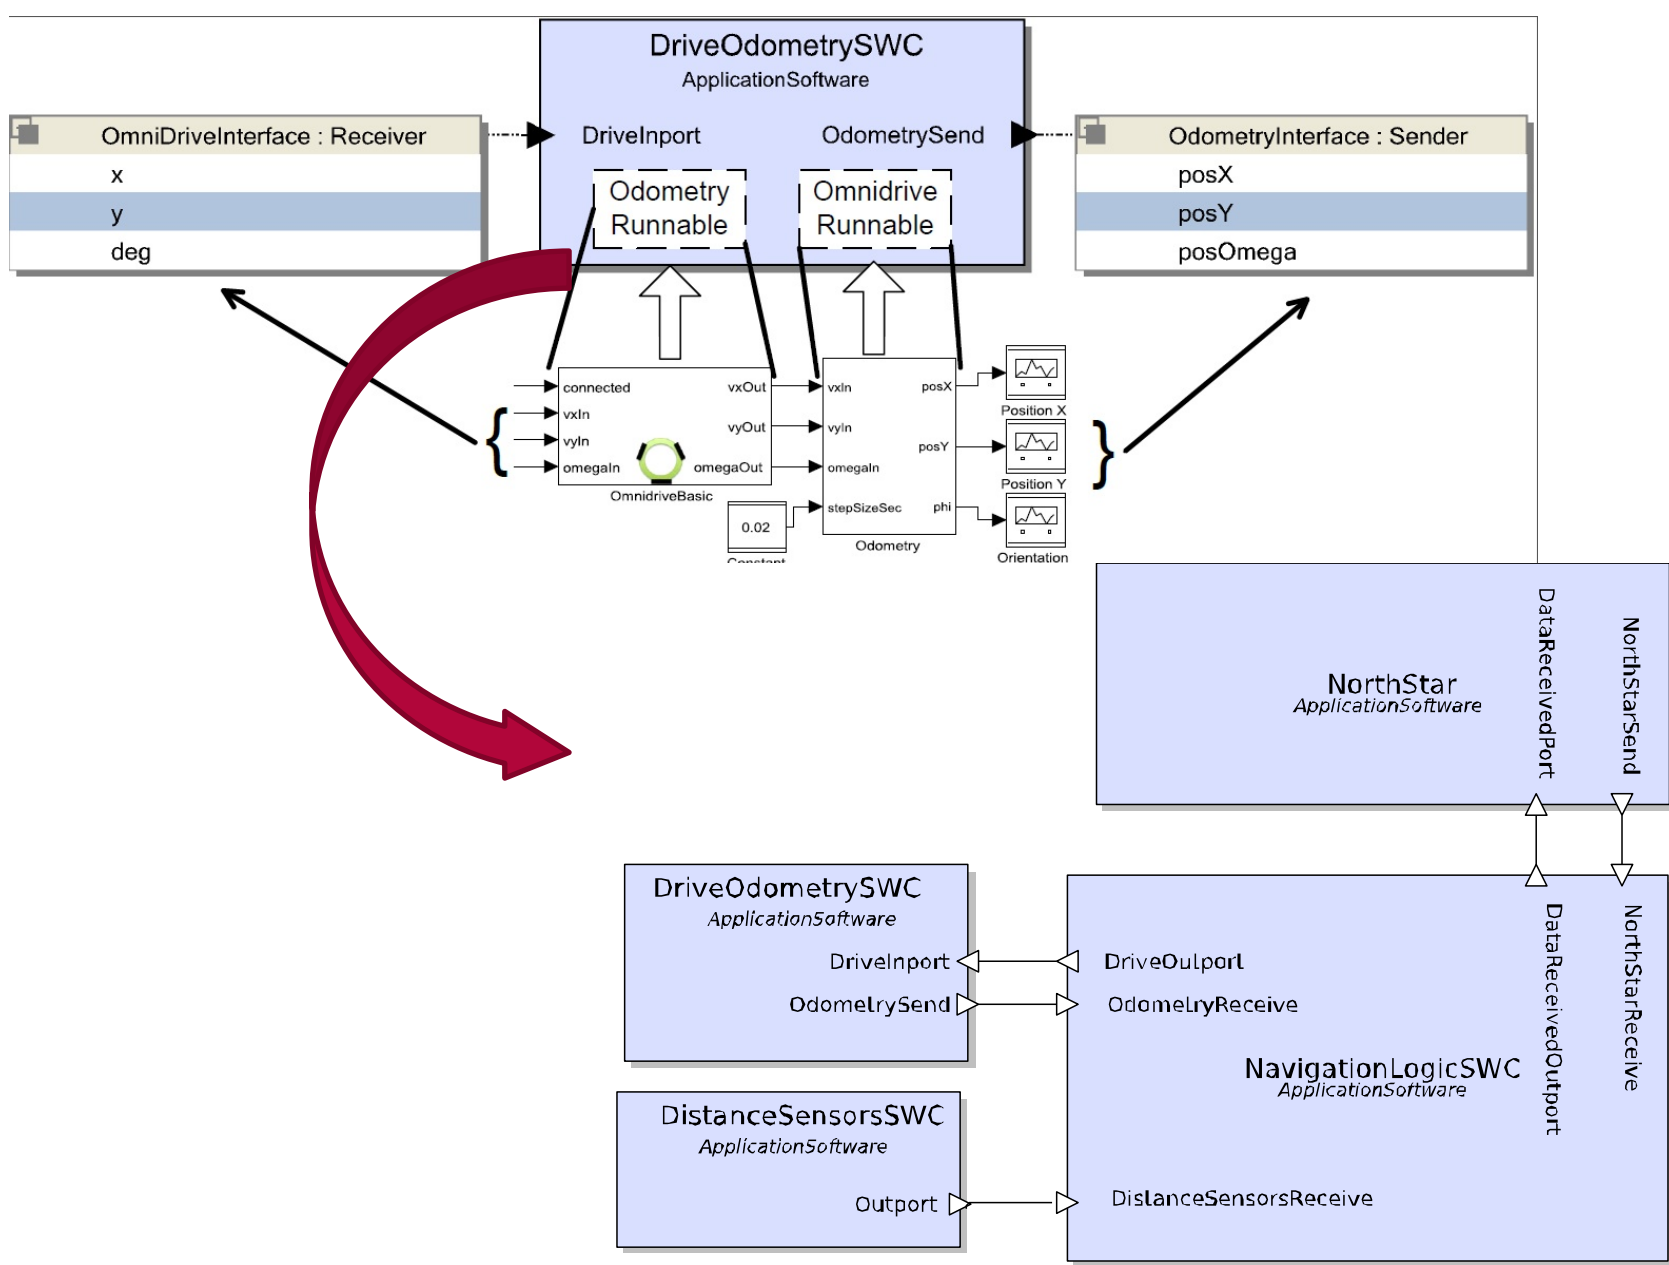 DriveOdometrySWC
ApplicationSoftware
DriveInport
OdometrySend
Odometry
Runnable
Omnidrive
Runnable
OmniDriveInterface : Receiver
x
y
deg
OdometryInterface : Sender
posX
posY
posOmega
connected
vxIn
vyIn
omegaIn
vxOut
vyOut
omegaOut
OmnidriveBasic
{
vxIn
vyIn
omegaIn
stepSizeSec
posX
posY
phi
Odometry
0.02
Constant
Position X
Position Y
Orientation
}
NorthStar
ApplicationSoftware
DataReceivedPort
NorthStarSend
DriveOdometrySWC
ApplicationSoftware
DriveInport
OdometrySend
DistanceSensorsSWC
ApplicationSoftware
Outport
DriveOutport
OdometryReceive
NavigationLogicSWC
ApplicationSoftware
DataReceivedOutport
NorthStarReceive
DistanceSensorsReceive